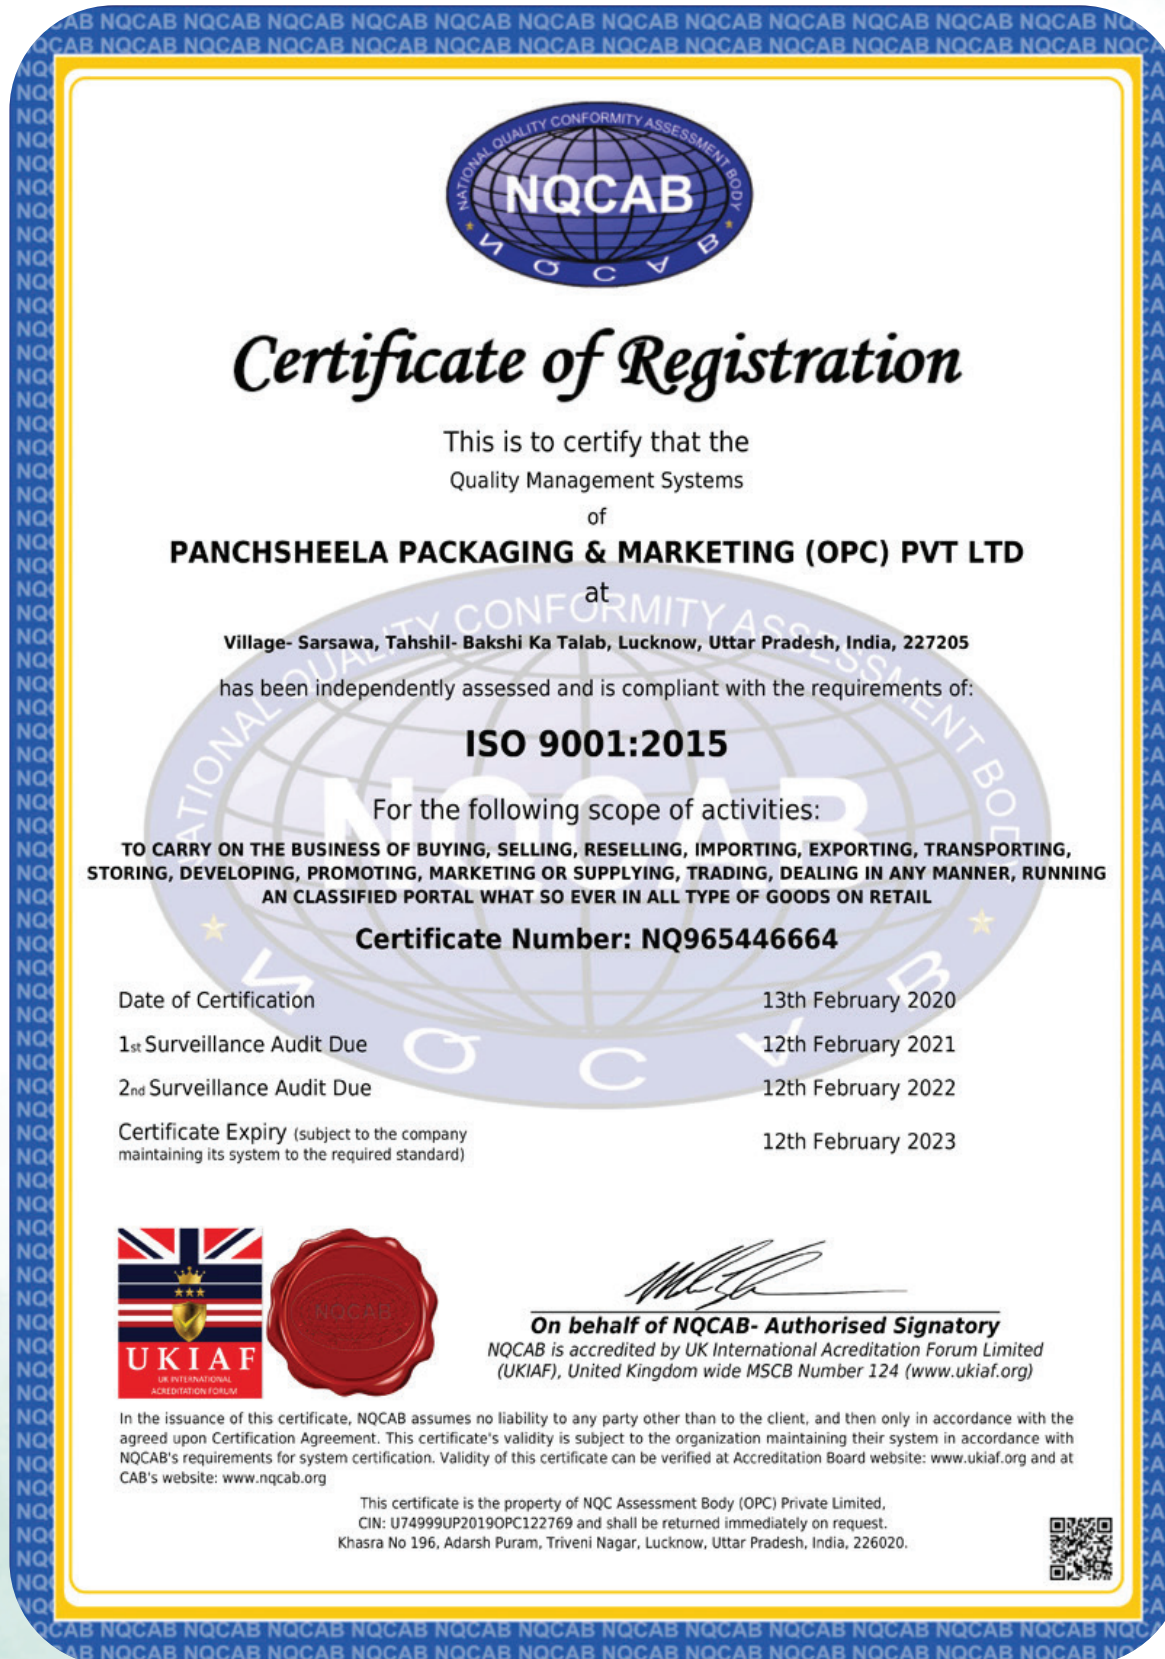 NATIONAL QUALITY CONFORMITY ASSESSMENT BODY
NQCAB
N Q C A B
Certificate of Registration
This is to certify that the
Quality Management Systems
of
PANCHSHEELA PACKAGING & MARKETING (OPC) PVT LTD
at
Village- Sarsawa, Tahshil- Bakshi Ka Talab, Lucknow, Uttar Pradesh, India, 227205
has been independently assessed and is compliant with the requirements of:
ISO 9001:2015
For the following scope of activities:
TO CARRY ON THE BUSINESS OF BUYING, SELLING, RESELLING, IMPORTING, EXPORTING, TRANSPORTING,
STORING, DEVELOPING, PROMOTING, MARKETING OR SUPPLYING, TRADING, DEALING IN ANY MANNER, RUNNING
AN CLASSIFIED PORTAL WHAT SO EVER IN ALL TYPE OF GOODS ON RETAIL
Certificate Number: NQ965446664
Date of Certification 13th February 2020
1st Surveillance Audit Due 12th February 2021
2nd Surveillance Audit Due 12th February 2022
Certificate Expiry (subject to the company
maintaining its system to the required standard) 12th February 2023
UKIAF
UK INTERNATIONAL
ACREDITATION FORUM
NQCAB
On behalf of NQCAB- Authorised Signatory
NQCAB is accredited by UK International Acreditation Forum Limited
(UKIAF), United Kingdom wide MSCB Number 124 (www.ukiaf.org)
In the issuance of this certificate, NQCAB assumes no liability to any party other than to the client, and then only in accordance with the
agreed upon Certification Agreement. This certificate's validity is subject to the organization maintaining their system in accordance with
NQCAB's requirements for system certification. Validity of this certificate can be verified at Accreditation Board website: www.ukiaf.org and at
CAB's website: www.nqcab.org
This certificate is the property of NQC Assessment Body (OPC) Private Limited,
CIN: U74999UP2019OPC122769 and shall be returned immediately on request.
Khasra No 196, Adarsh Puram, Triveni Nagar, Lucknow, Uttar Pradesh, India, 226020.